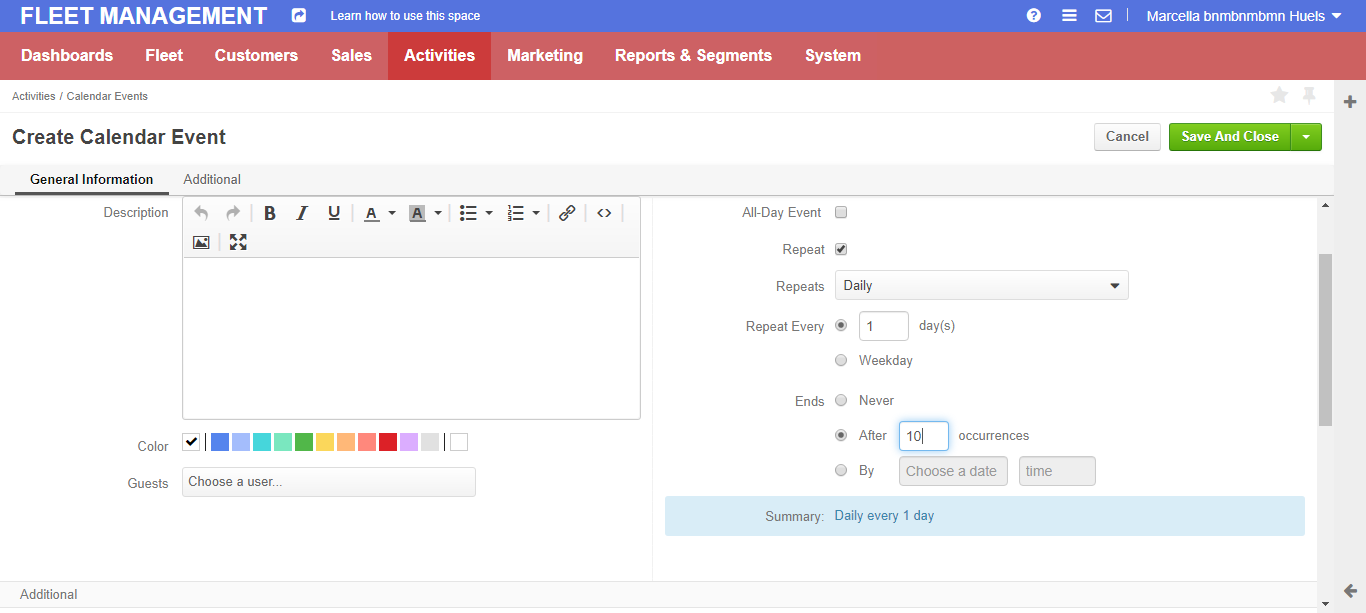 FLEET MANAGEMENT Learn how to use this space Marcella bnmbnmbmn Huels
Dashboards Fleet Customers Sales Activities Marketing Reports & Segments System
Activities / Calendar Events
Create Calendar Event Cancel Save And Close
General Information Additional
Description B I U A A
Color
Guests Choose a user...
All-Day Event
Repeat
Repeats Daily
Repeat Every 1 day(s)
Weekday
Ends Never
After 10 occurrences
By Choose a date time
Summary: Daily every 1 day
Additional